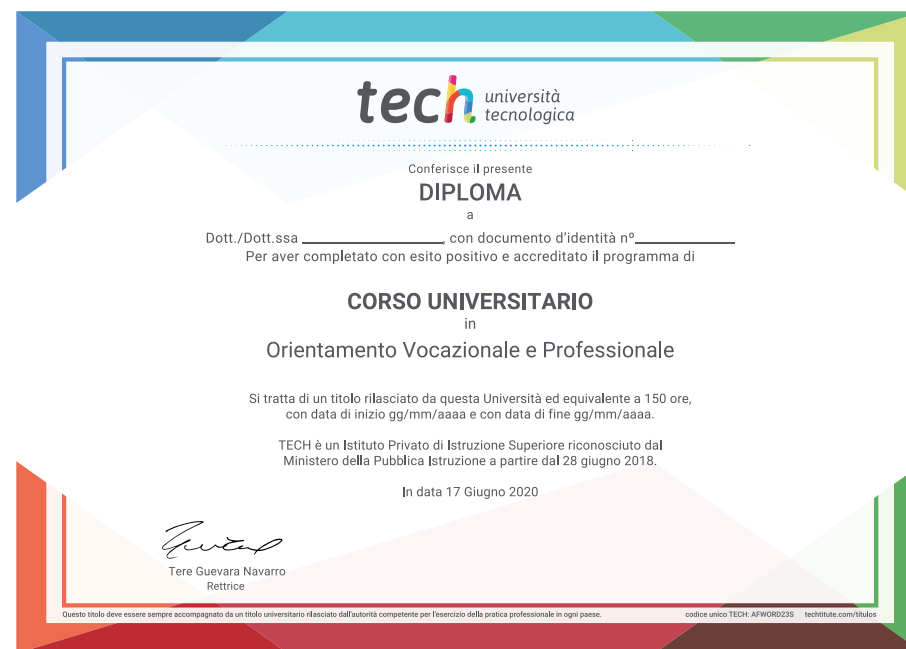 tech università
tecnologica
Conferisce il presente
DIPLOMA
a
Dott./Dott.ssa ____________________, con documento d'identità nº______________
Per aver completato con esito positivo e accreditato il programma di
CORSO UNIVERSITARIO
in
Orientamento Vocazionale e Professionale
Si tratta di un titolo rilasciato da questa Università ed equivalente a 150 ore,
con data di inizio gg/mm/aaaa e con data di fine gg/mm/aaaa.
TECH è un Istituto Privato di Istruzione Superiore riconosciuto dal
Ministero della Pubblica Istruzione a partire dal 28 giugno 2018.
In data 17 Giugno 2020
Tere Guevara Navarro
Rettrice
Questo titolo deve essere sempre accompagnato da un titolo universitario rilasciato dall'autorità competente per l'esercizio della pratica professionale in ogni paese. codice unico TECH: AFWORD23S techtitute.com/titulos